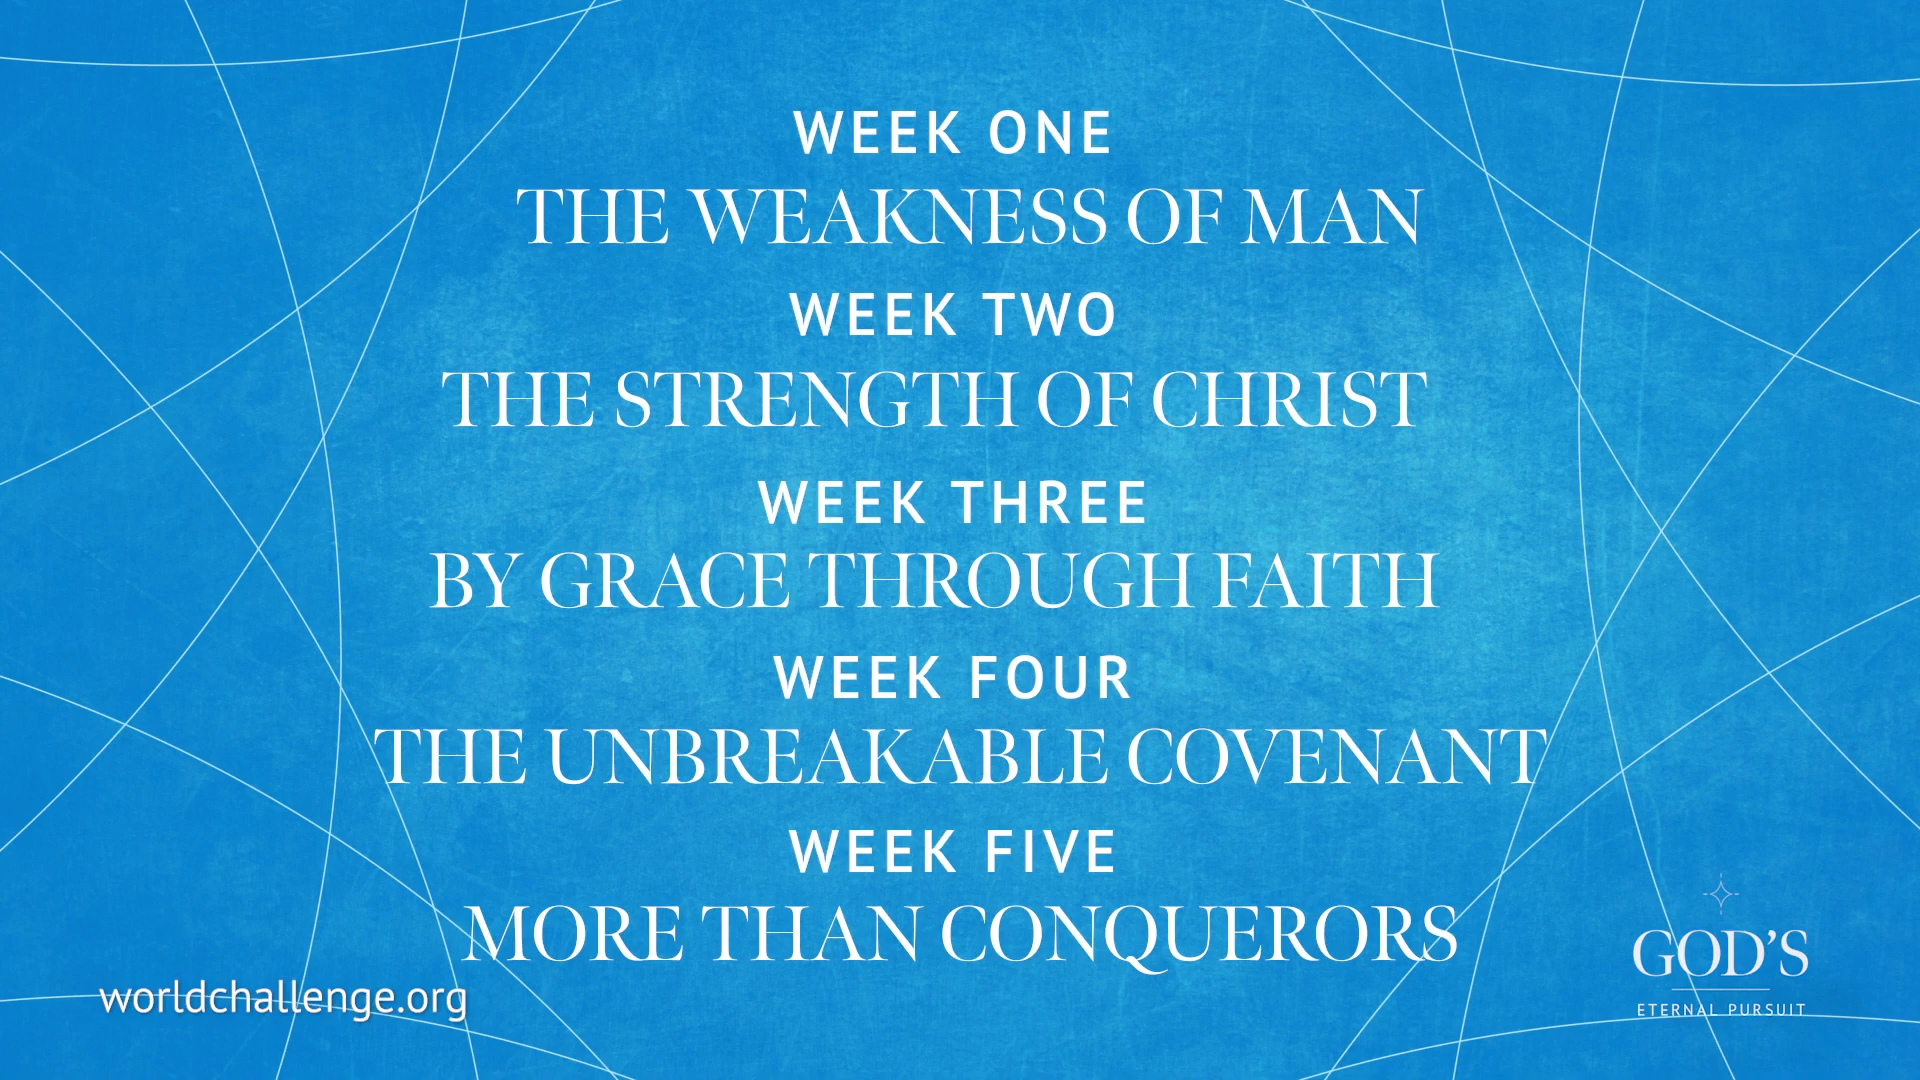 WEEK ONE
THE WEAKNESS OF MAN
WEEK TWO
THE STRENGTH OF CHRIST
WEEK THREE
BY GRACE THROUGH FAITH
WEEK FOUR
THE UNBREAKABLE COVENANT
WEEK FIVE
MORE THAN CONQUERORS
worldchallenge.org
GOD'S
ETERNAL PURSUIT